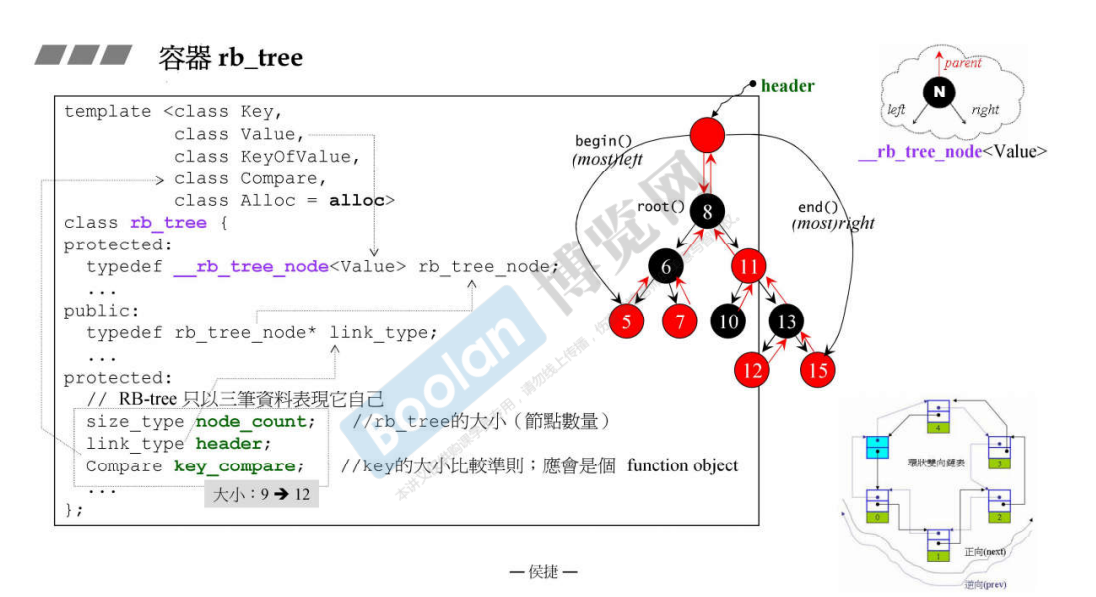 容器 rb_tree
template <class Key,
class Value,
class KeyOfValue,
class Compare,
class Alloc = alloc>
class rb_tree {
protected:
typedef __rb_tree_node<Value> rb_tree_node;
...
public:
typedef rb_tree_node* link_type;
...
protected:
// RB-tree 只以三筆資料表現它自己
size_type node_count; //rb_tree的大小（節點數量）
link_type header;
Compare key_compare; //key的大小比較準則；應會是個 function object
...
大小：9 ➔ 12
};
header
begin()
(most)left
root()
end()
(most)right
8
6
11
5
7
10
13
12
15
parent
N
left
right
__rb_tree_node<Value>
4
3
環狀雙向鏈表
0
2
1
正向(next)
逆向(prev)
Boolan
博览网
— 侯捷 —